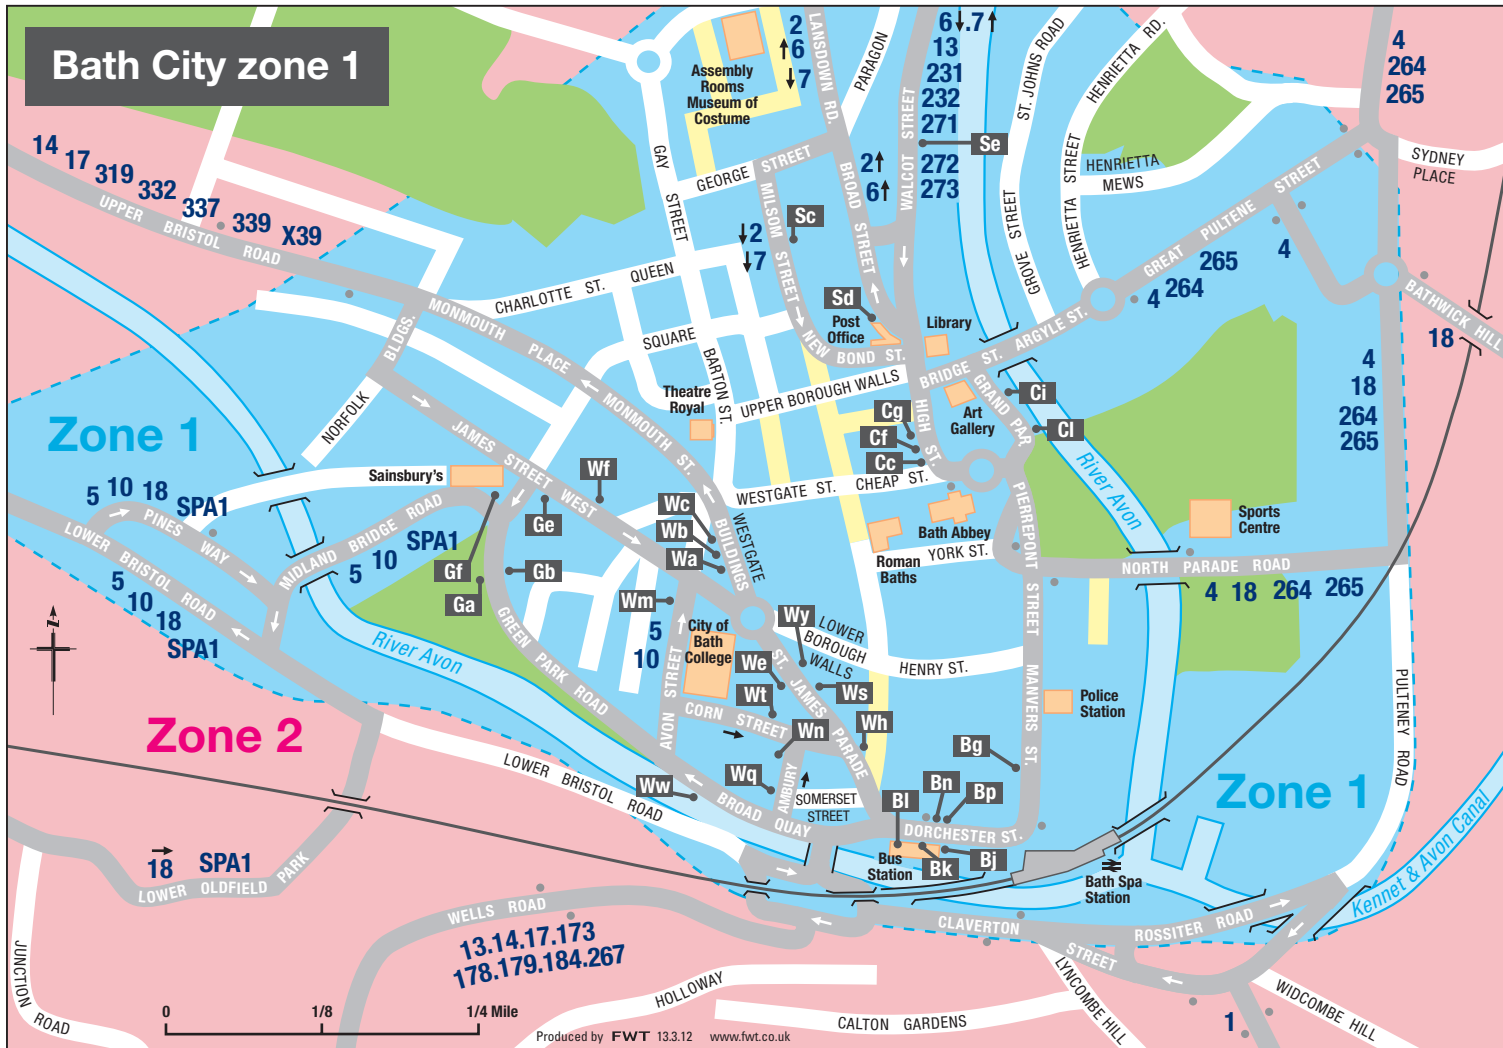 Bath City zone 1
14
17
319
332
337
339
X39
UPPER BRISTOL ROAD
Assembly
Rooms
Museum of
Costume
2
6
7
LANSDOWN RD.
PARAGON
6 .7
13
231
232
271
272
273
WALCOT STREET
Se
ST. JOHNS ROAD
HENRIETTA RD.
4
264
265
SYDNEY
PLACE
GAY STREET
GEORGE STREET
MILSOM STREET
BROAD STREET
2
6
2
7
Sc
GROVE STREET
HENRIETTA STREET
HENRIETTA
MEWS
GREAT PULTENE STREET
265
264
4
4
BATHWICK HILL
18
CHARLOTTE ST.
QUEEN
SQUARE
MONMOUTH PLACE
NORFOLK BLDGS.
Sd
Post
Office
Library
NEW BOND ST.
BRIDGE ST.
ARGYLE ST.
BARTON ST.
Theatre
Royal
UPPER BOROUGH WALLS
GRAND PAR
Art
Gallery
Ci
Cl
Cg
Cf
Cc
HIGH ST.
4
18
264
265
Zone 1
MONMOUTH ST.
JAMES STREET WEST
Sainsbury's
5
10
18
SPA1
PINES WAY
MIDLAND BRIDGE ROAD
5
10
SPA1
Wf
Ge
Wc
Wb
Wa
WESTGATE ST.
CHEAP ST.
WESTGATE
BUILDINGS
Bath Abbey
Roman
Baths
YORK ST.
PIERREPONT STREET
River Avon
Sports
Centre
NORTH PARADE ROAD
4
18
264
265
LOWER BRISTOL ROAD
5
10
18
SPA1
Gf
Gb
Ga
Wm
5
10
City of
Bath
College
GREEN PARK ROAD
River Avon
AVON STREET
Wy
LOWER
BOROUGH
WALLS
HENRY ST.
We
Ws
Wt
Wh
Wn
Wq
Ww
ST. JAMES PARADE
CORN STREET
AMBURY
SOMERSET
STREET
BROAD QUAY
MANVERS ST.
Police
Station
PULTENEY ROAD
Bg
Bn
Bp
Bl
Bk
Bj
DORCHESTER ST.
Bus
Station
Bath Spa
Station
Zone 1
Zone 2
LOWER BRISTOL ROAD
18
SPA1
LOWER OLDFIELD PARK
JUNCTION ROAD
WELLS ROAD
13.14.17.173
178.179.184.267
CLAVERTON STREET
ROSSITER ROAD
Kennet & Avon Canal
HOLLOWAY
CALTON GARDENS
LYNCOMBE HILL
WIDCOMBE HILL
1
0
1/8
1/4 Mile
Produced by FWT 13.3.12 www.fwt.co.uk